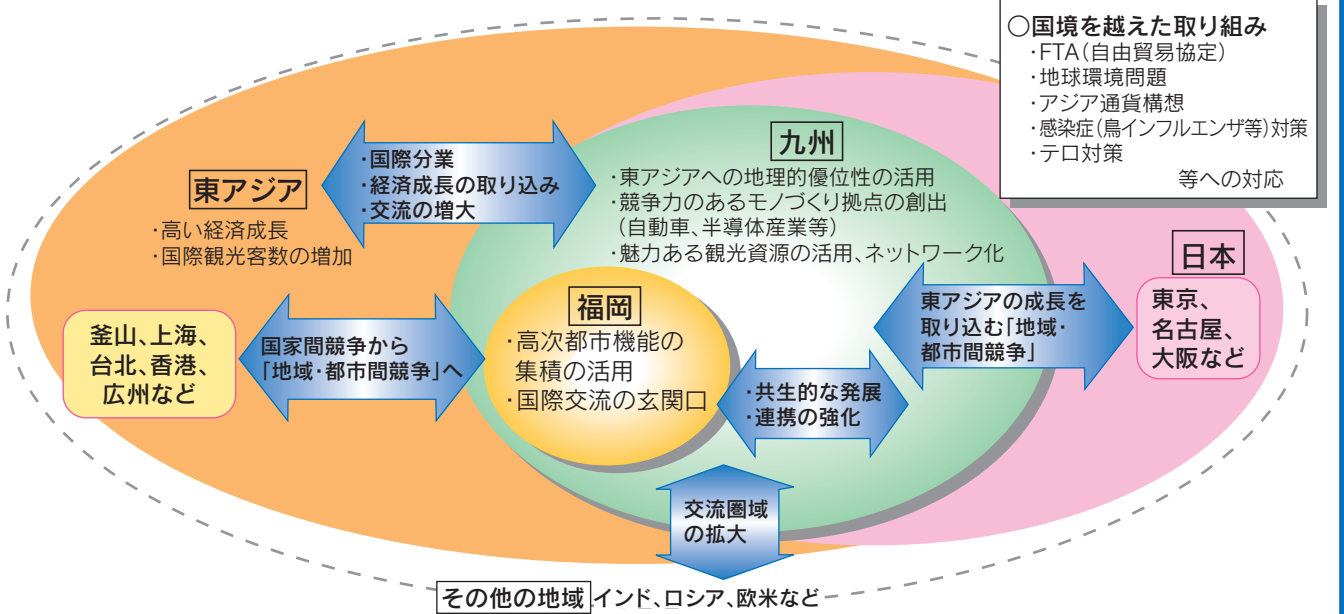 ○国境を越えた取り組み
・FTA(自由貿易協定)
・地球環境問題
・アジア通貨構想
・感染症(鳥インフルエンザ等)対策
・テロ対策
等への対応
東アジア
・高い経済成長
・国際観光客数の増加
・国際分業
・経済成長の取り込み
・交流の増大
九州
・東アジアへの地理的優位性の活用
・競争力のあるモノづくり拠点の創出
(自動車、半導体産業等)
・魅力ある観光資源の活用、ネットワーク化
日本
東京、
名古屋、
大阪など
東アジアの成長を
取り込む「地域・
都市間競争」
釜山、上海、
台北、香港、
広州など
国家間競争から
「地域・都市間競争」へ
福岡
・高次都市機能の
集積の活用
・国際交流の玄関口
・共生的な発展
・連携の強化
交流圏域
の拡大
その他の地域 インド、ロシア、欧米など